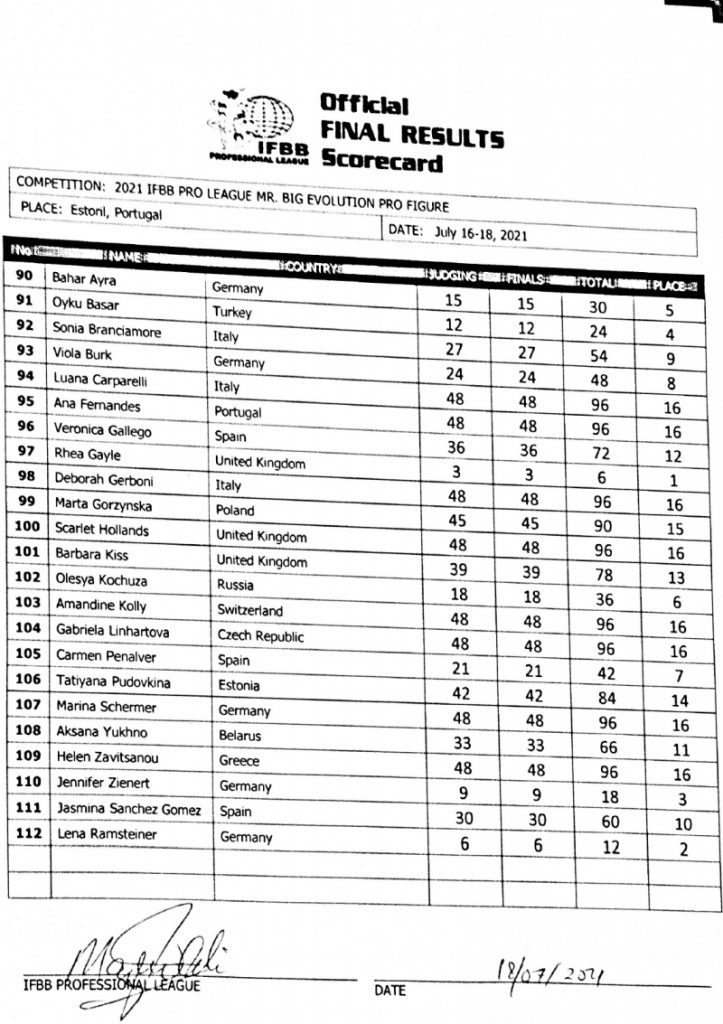 Official
FINAL RESULTS
Scorecard
IFBB
PROFESSIONAL LEAGUE
COMPETITION: 2021 IFBB PRO LEAGUE MR. BIG EVOLUTION PRO FIGURE
PLACE: Estoril, Portugal DATE: July 16-18, 2021
No NAME COUNTRY JUDGING FINALS TOTAL PLACE
90 Bahar Ayra Germany 15 15 30 5
91 Oyku Basar Turkey 12 12 24 4
92 Sonia Branciamore Italy 27 27 54 9
93 Viola Burk Germany 24 24 48 8
94 Luana Carparelli Italy 48 48 96 16
95 Ana Fernandes Portugal 48 48 96 16
96 Veronica Gallego Spain 36 36 72 12
97 Rhea Gayle United Kingdom 3 3 6 1
98 Deborah Gerboni Italy 48 48 96 16
99 Marta Gorzynska Poland 45 45 90 15
100 Scarlet Hollands United Kingdom 48 48 96 16
101 Barbara Kiss United Kingdom 39 39 78 13
102 Olesya Kochuza Russia 18 18 36 6
103 Amandine Kolly Switzerland 48 48 96 16
104 Gabriela Linhartova Czech Republic 48 48 96 16
105 Carmen Penalver Spain 21 21 42 7
106 Tatiyana Pudovkina Estonia 42 42 84 14
107 Marina Schermer Germany 48 48 96 16
108 Aksana Yukhno Belarus 33 33 66 11
109 Helen Zavitsanou Greece 48 48 96 16
110 Jennifer Zienert Germany 9 9 18 3
111 Jasmina Sanchez Gomez Spain 30 30 60 10
112 Lena Ramsteiner Germany 6 6 12 2
18/07/2021
IFBB PROFESSIONAL LEAGUE DATE